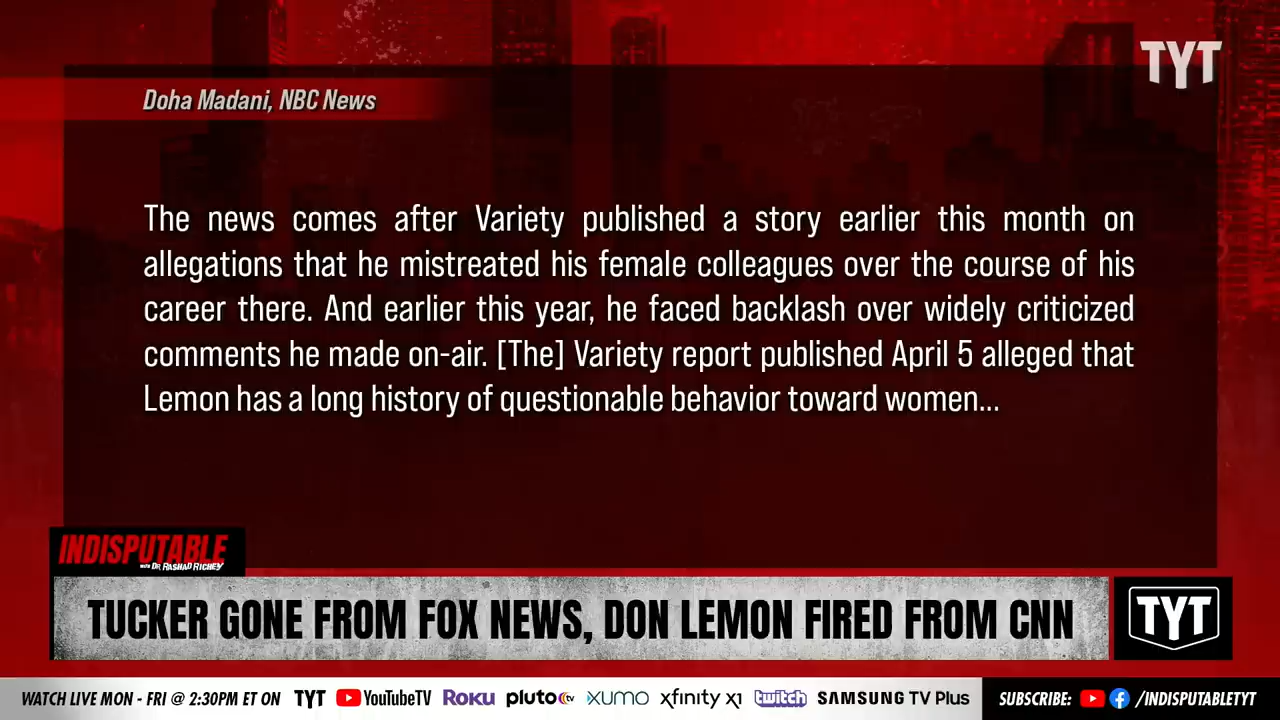 TYT
Doha Madani, NBC News
The news comes after Variety published a story earlier this month on
allegations that he mistreated his female colleagues over the course of his
career there. And earlier this year, he faced backlash over widely criticized
comments he made on-air. [The] Variety report published April 5 alleged that
Lemon has a long history of questionable behavior toward women...
INDISPUTABLE
WITH DR. RASHAD RICHEY
TUCKER GONE FROM FOX NEWS, DON LEMON FIRED FROM CNN
TYT
WATCH LIVE MON - FRI @ 2:30PM ET ON TYT YouTubeTV ROKU pluto tv XUMO xfinity x1 twitch SAMSUNG TV Plus SUBSCRIBE: /INDISPUTABLETYT